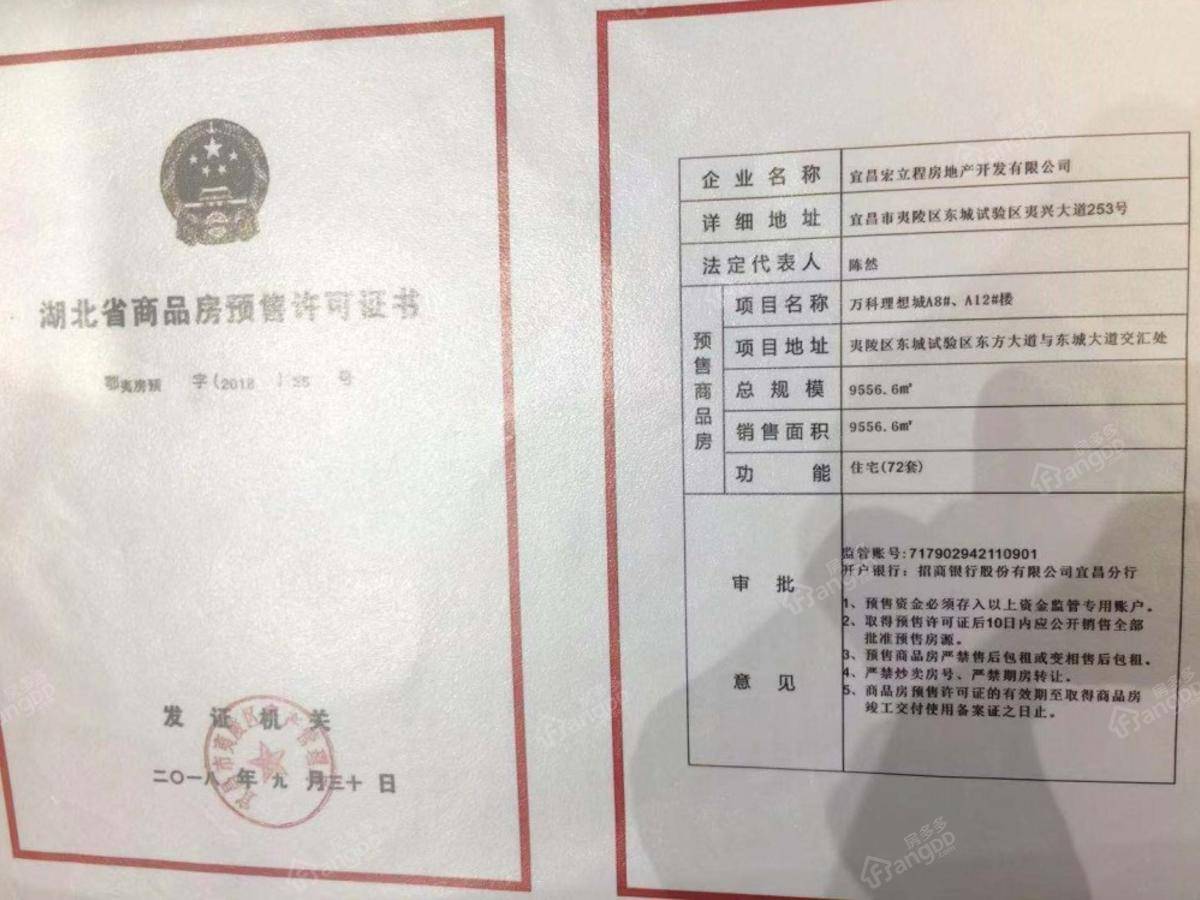 湖北省商品房预售许可证书
鄂夷房预 字(2018 ) 号
发证机关
二〇一八年九月三十日
企业名称 宜昌宏立程房地产开发有限公司
详细地址 宜昌市夷陵区东城试验区夷兴大道253号
法定代表人 陈然
预售商品房
项目名称 万科理想城A8#、A12#楼
项目地址 夷陵区东城试验区东方大道与东城大道交汇处
总规模 9556.6㎡
销售面积 9556.6㎡
功能 住宅(72套)
审批意见
监管账号:717902942110901
开户银行:招商银行股份有限公司宜昌分行
1、预售资金必须存入以上资金监管专用账户。
2、取得预售许可证后10日内应公开销售全部
批准预售房源。
3、预售商品房严禁售后包租或变相售后包租。
4、严禁炒卖房号、严禁期房转让。
5、商品房预售许可证的有效期至取得商品房
竣工交付使用备案证之日止。
房多多
angDD